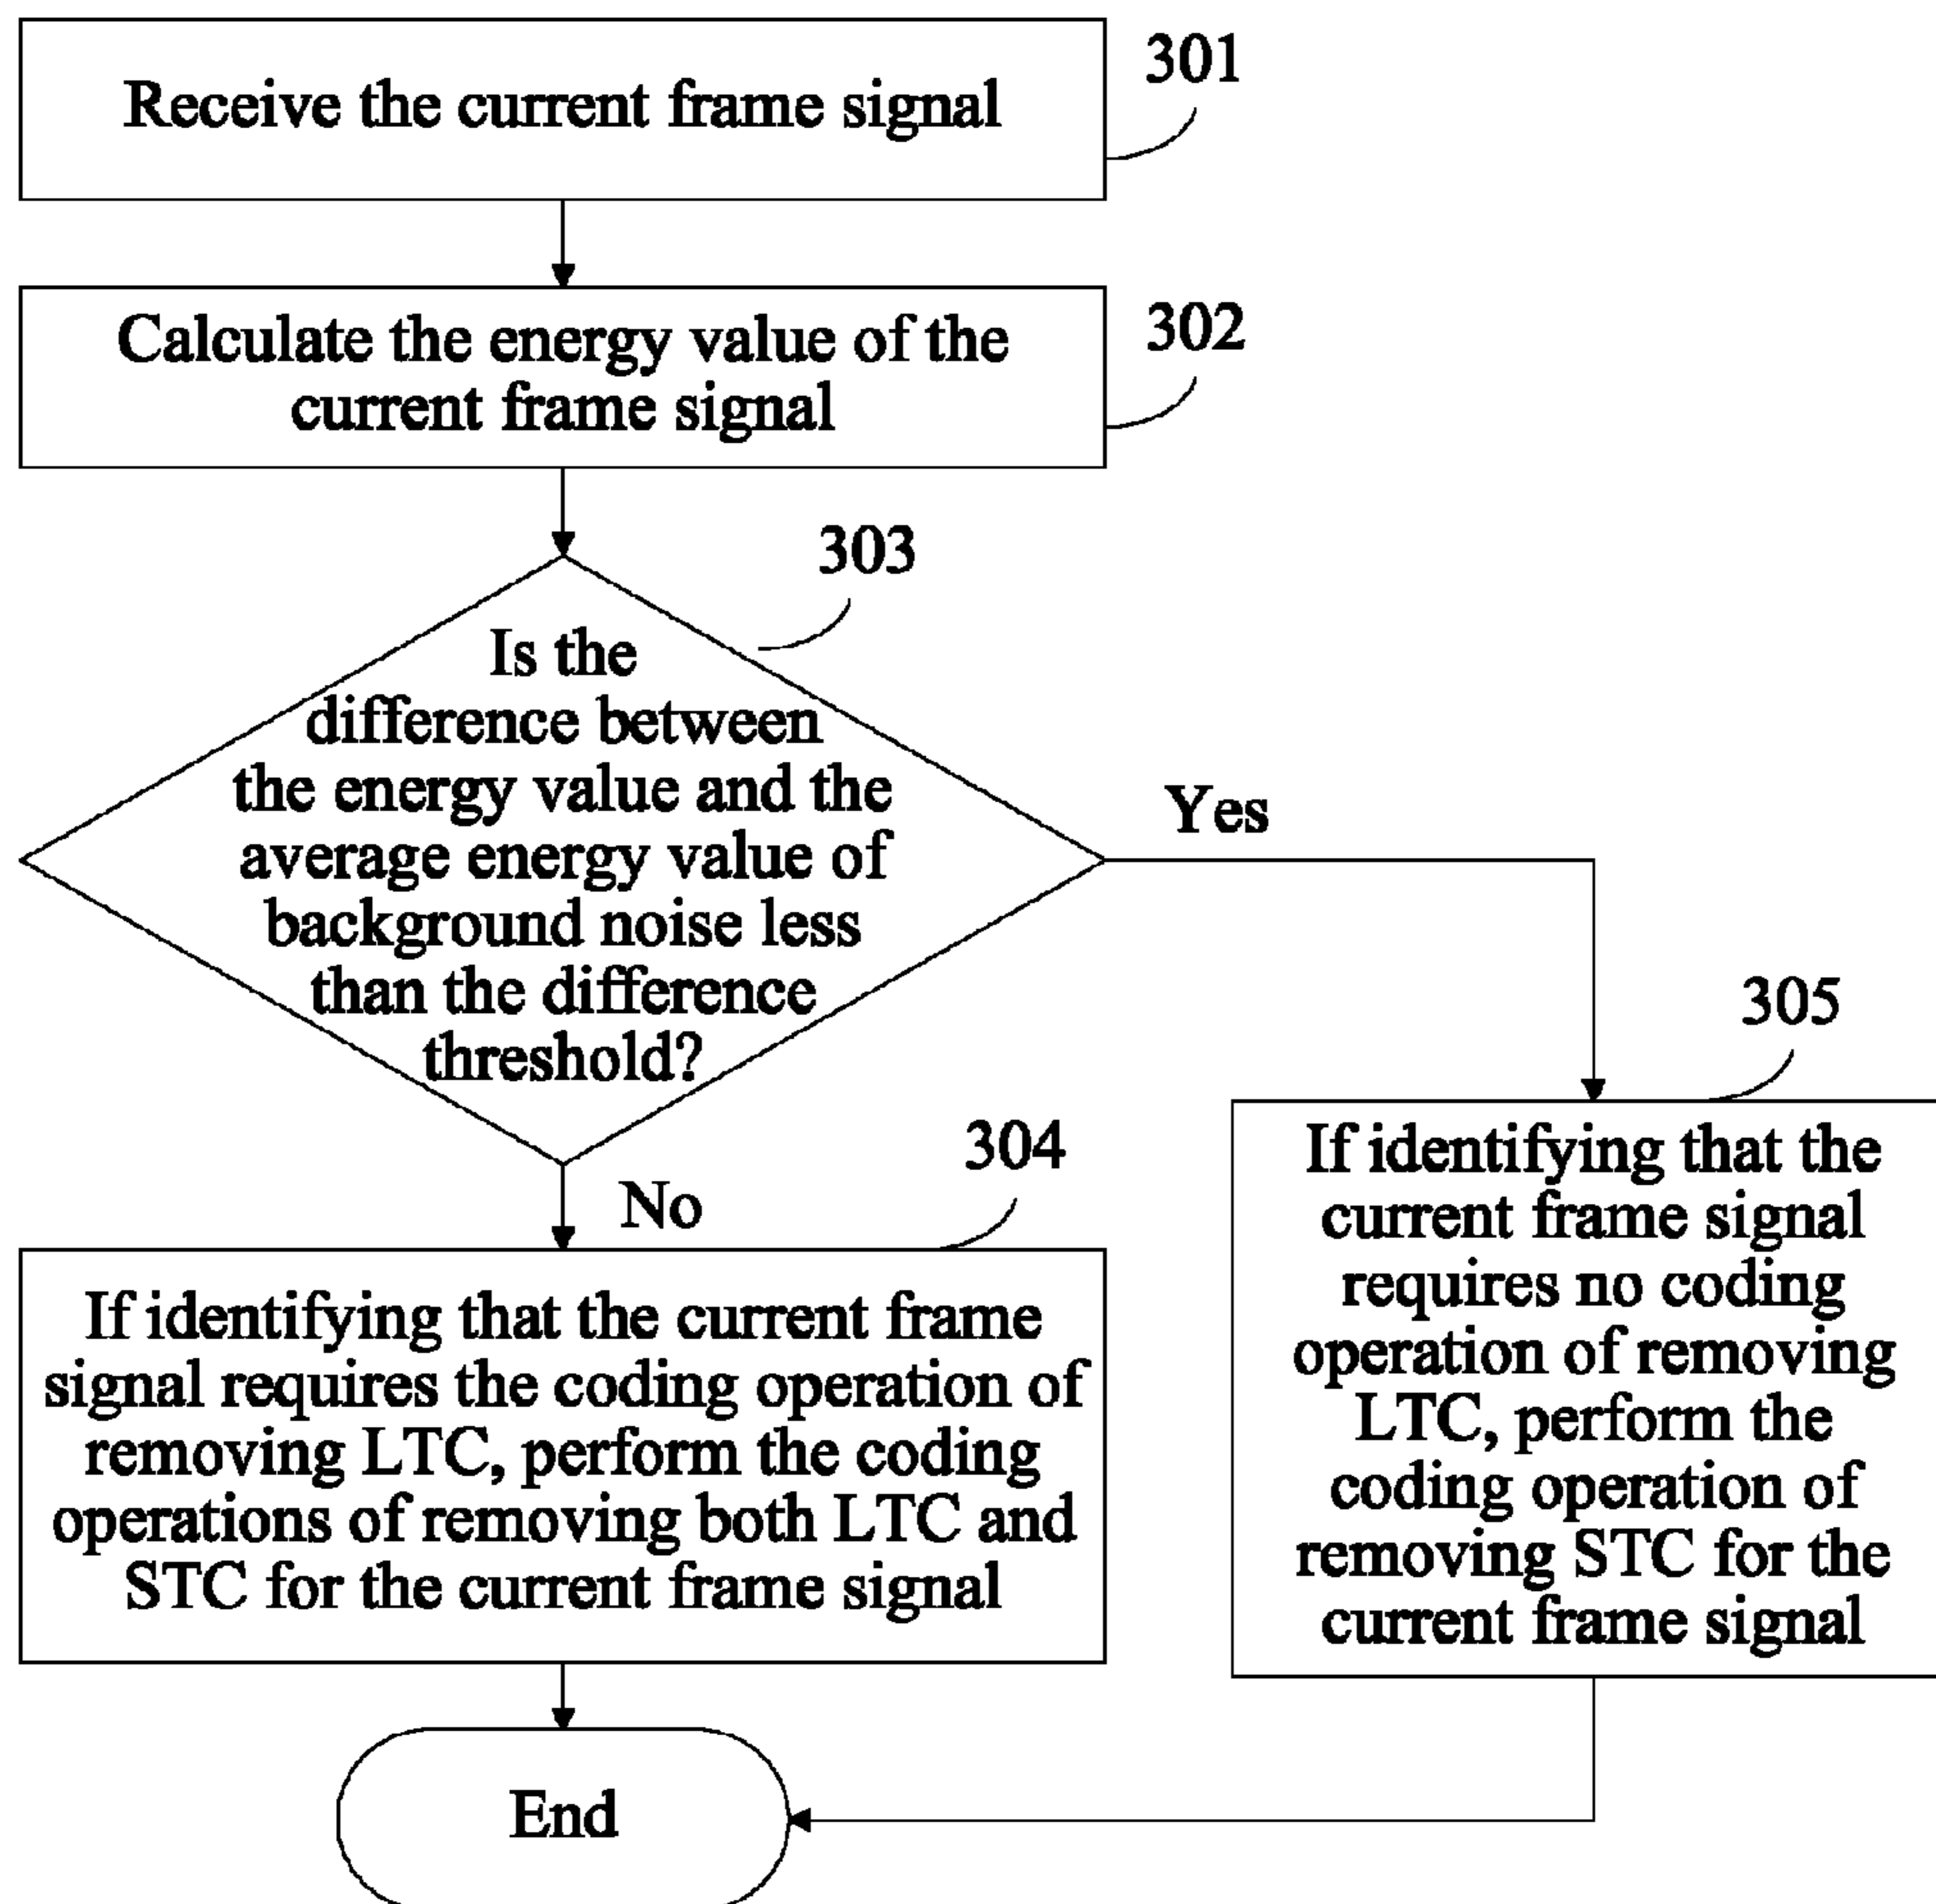 Receive the current frame signal
301
Calculate the energy value of the
current frame signal
302
303
Is the
difference between
the energy value and the
average energy value of
background noise less
than the difference
threshold?
Yes
No
304
If identifying that the current frame
signal requires the coding operation of
removing LTC, perform the coding
operations of removing both LTC and
STC for the current frame signal
305
If identifying that the
current frame signal
requires no coding
operation of removing
LTC, perform the
coding operation of
removing STC for the
current frame signal
End